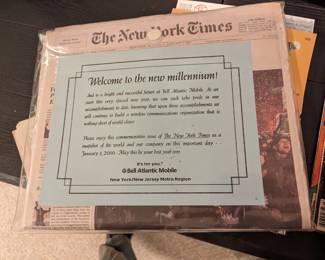 The New York Times
Welcome to the new millennium!
And to a bright and successful future at Bell Atlantic Mobile. As we
start this very special new year, we can each take pride in our
accomplishments to date, knowing that upon these accomplishments we
will continue to build a wireless communications organization that is
nothing short of world class.
Please enjoy this commemorative issue of The New York Times as a
snapshot of the world and our company on this important day - -
January 1, 2000. May this be your best year ever.
It's for you.®
Bell Atlantic Mobile
New York/New Jersey Metro Region